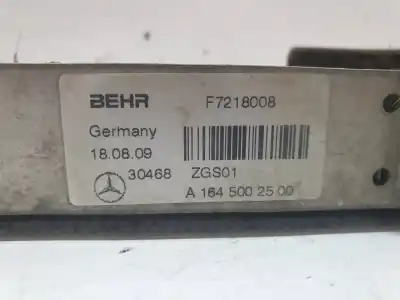 BEHR F7218008
Germany
18.08.09
30468 ZGS01
A 164 500 25 00